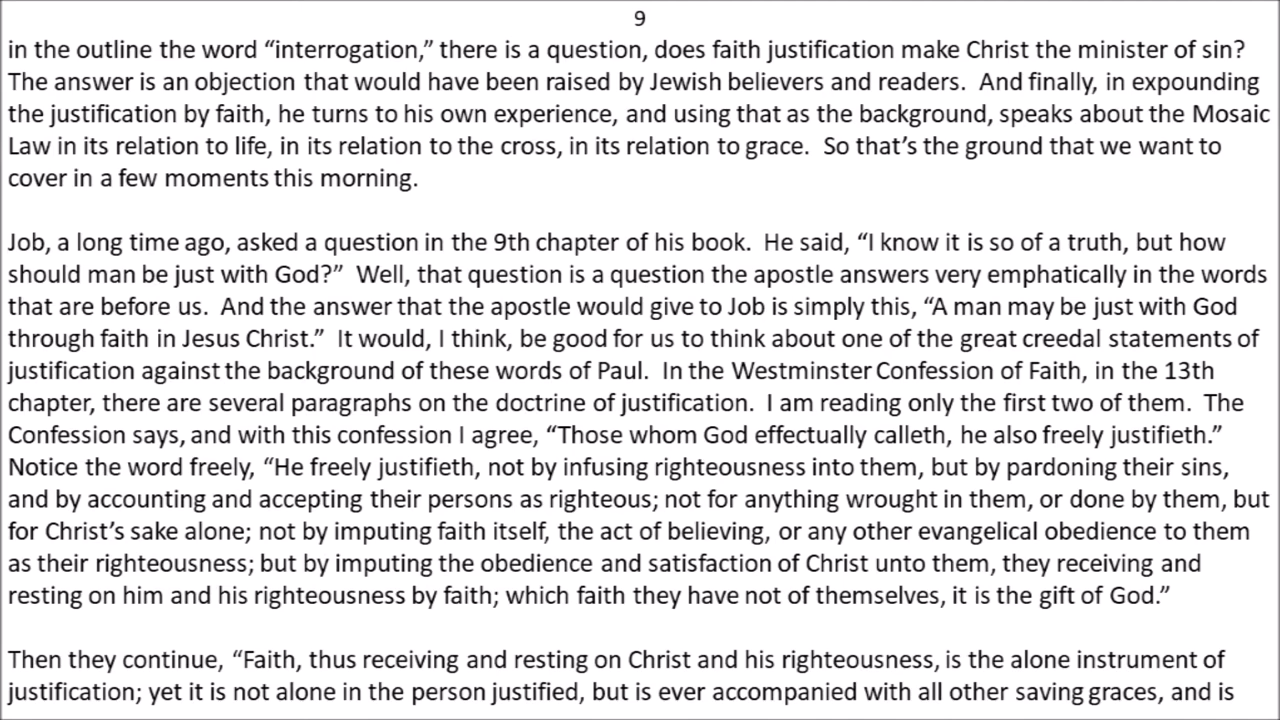 9
in the outline the word “interrogation,” there is a question, does faith justification make Christ the minister of sin?
The answer is an objection that would have been raised by Jewish believers and readers.  And finally, in expounding
the justification by faith, he turns to his own experience, and using that as the background, speaks about the Mosaic
Law in its relation to life, in its relation to the cross, in its relation to grace.  So that’s the ground that we want to
cover in a few moments this morning.
Job, a long time ago, asked a question in the 9th chapter of his book.  He said, “I know it is so of a truth, but how
should man be just with God?”  Well, that question is a question the apostle answers very emphatically in the words
that are before us.  And the answer that the apostle would give to Job is simply this, “A man may be just with God
through faith in Jesus Christ.”  It would, I think, be good for us to think about one of the great creedal statements of
justification against the background of these words of Paul.  In the Westminster Confession of Faith, in the 13th
chapter, there are several paragraphs on the doctrine of justification.  I am reading only the first two of them.  The
Confession says, and with this confession I agree, “Those whom God effectually calleth, he also freely justifieth.”
Notice the word freely, “He freely justifieth, not by infusing righteousness into them, but by pardoning their sins,
and by accounting and accepting their persons as righteous; not for anything wrought in them, or done by them, but
for Christ’s sake alone; not by imputing faith itself, the act of believing, or any other evangelical obedience to them
as their righteousness; but by imputing the obedience and satisfaction of Christ unto them, they receiving and
resting on him and his righteousness by faith; which faith they have not of themselves, it is the gift of God.”
Then they continue, “Faith, thus receiving and resting on Christ and his righteousness, is the alone instrument of
justification; yet it is not alone in the person justified, but is ever accompanied with all other saving graces, and is